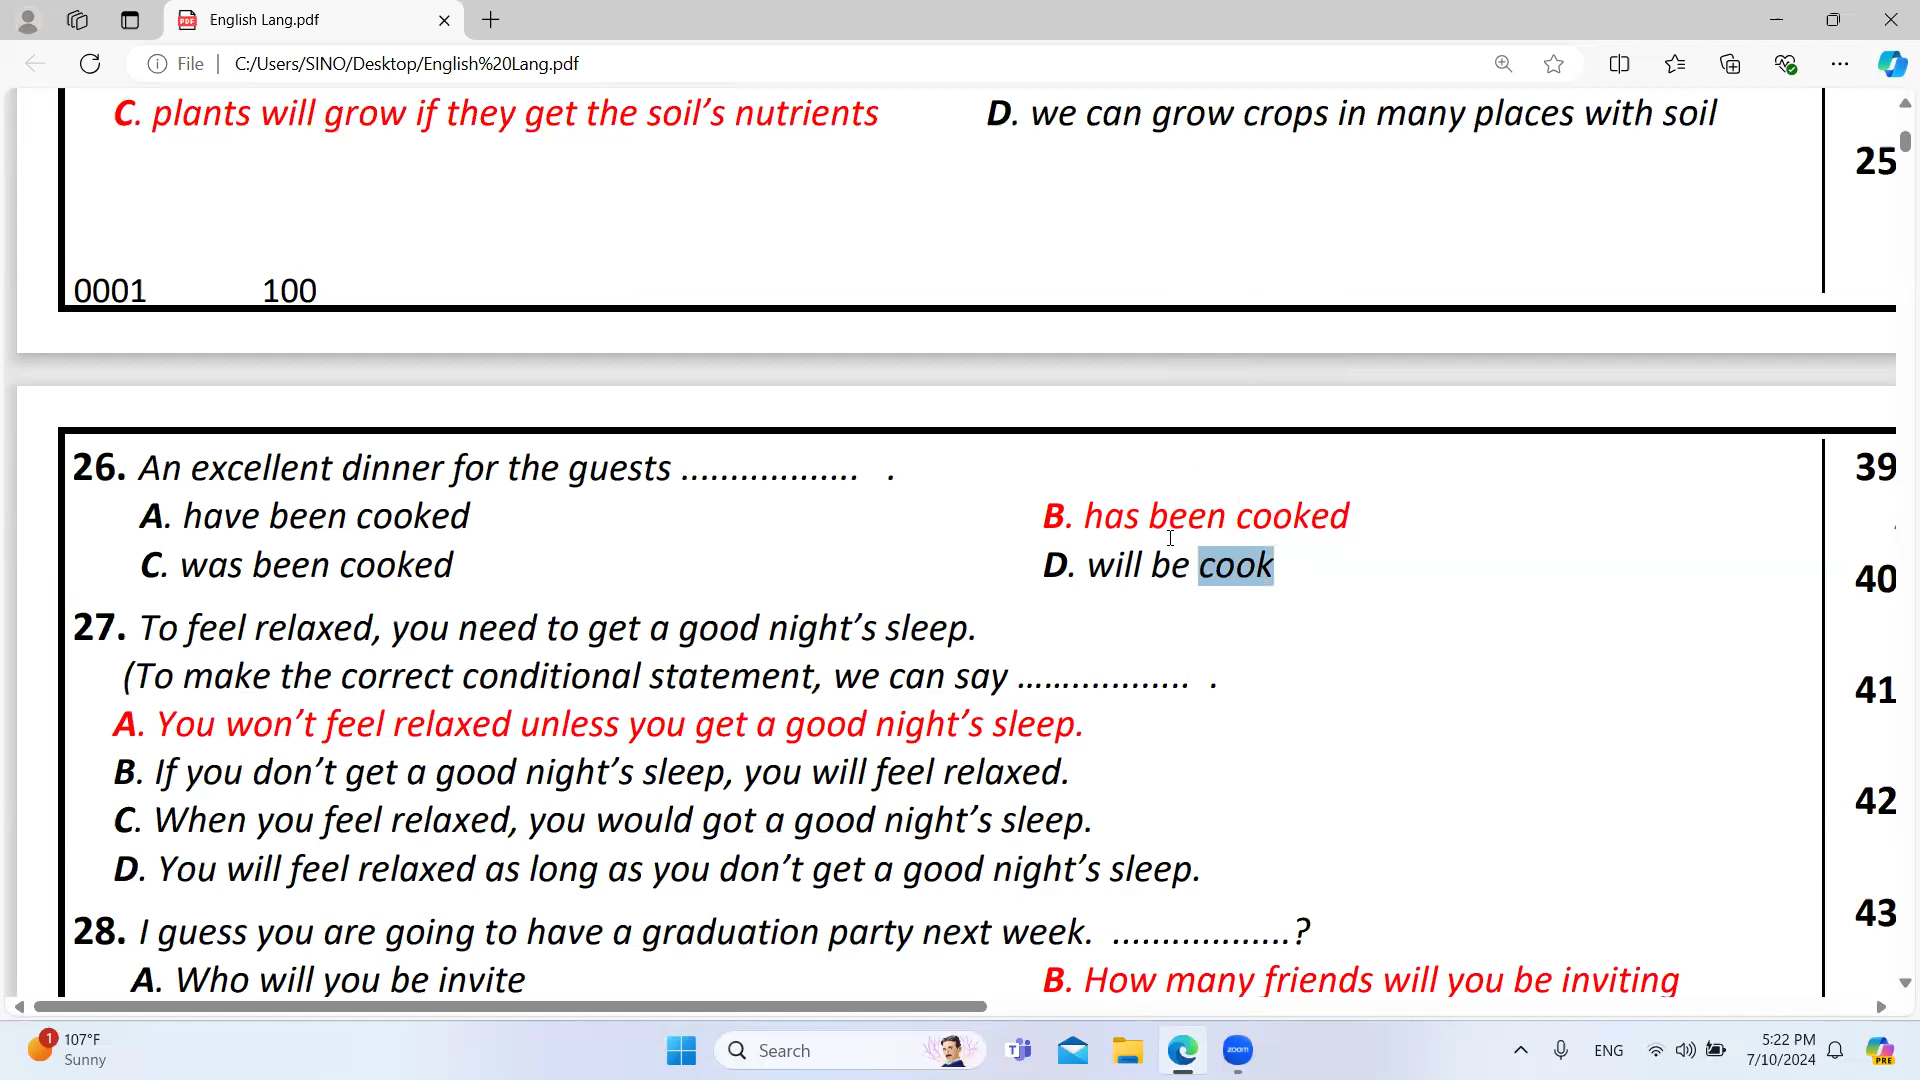 English Lang.pdf
File | C:/Users/SINO/Desktop/English%20Lang.pdf
C. plants will grow if they get the soil's nutrients D. we can grow crops in many places with soil
25
0001 100
26. An excellent dinner for the guests .................. .
39
A. have been cooked B. has been cooked
C. was been cooked D. will be cook
40
27. To feel relaxed, you need to get a good night's sleep.
(To make the correct conditional statement, we can say .................. .
41
A. You won't feel relaxed unless you get a good night's sleep.
B. If you don't get a good night's sleep, you will feel relaxed.
42
C. When you feel relaxed, you would got a good night's sleep.
D. You will feel relaxed as long as you don't get a good night's sleep.
43
28. I guess you are going to have a graduation party next week. ..................?
A. Who will you be invite B. How many friends will you be inviting
1
107°F
Sunny
Search
zoom
ENG
5:22 PM
7/10/2024
PRE